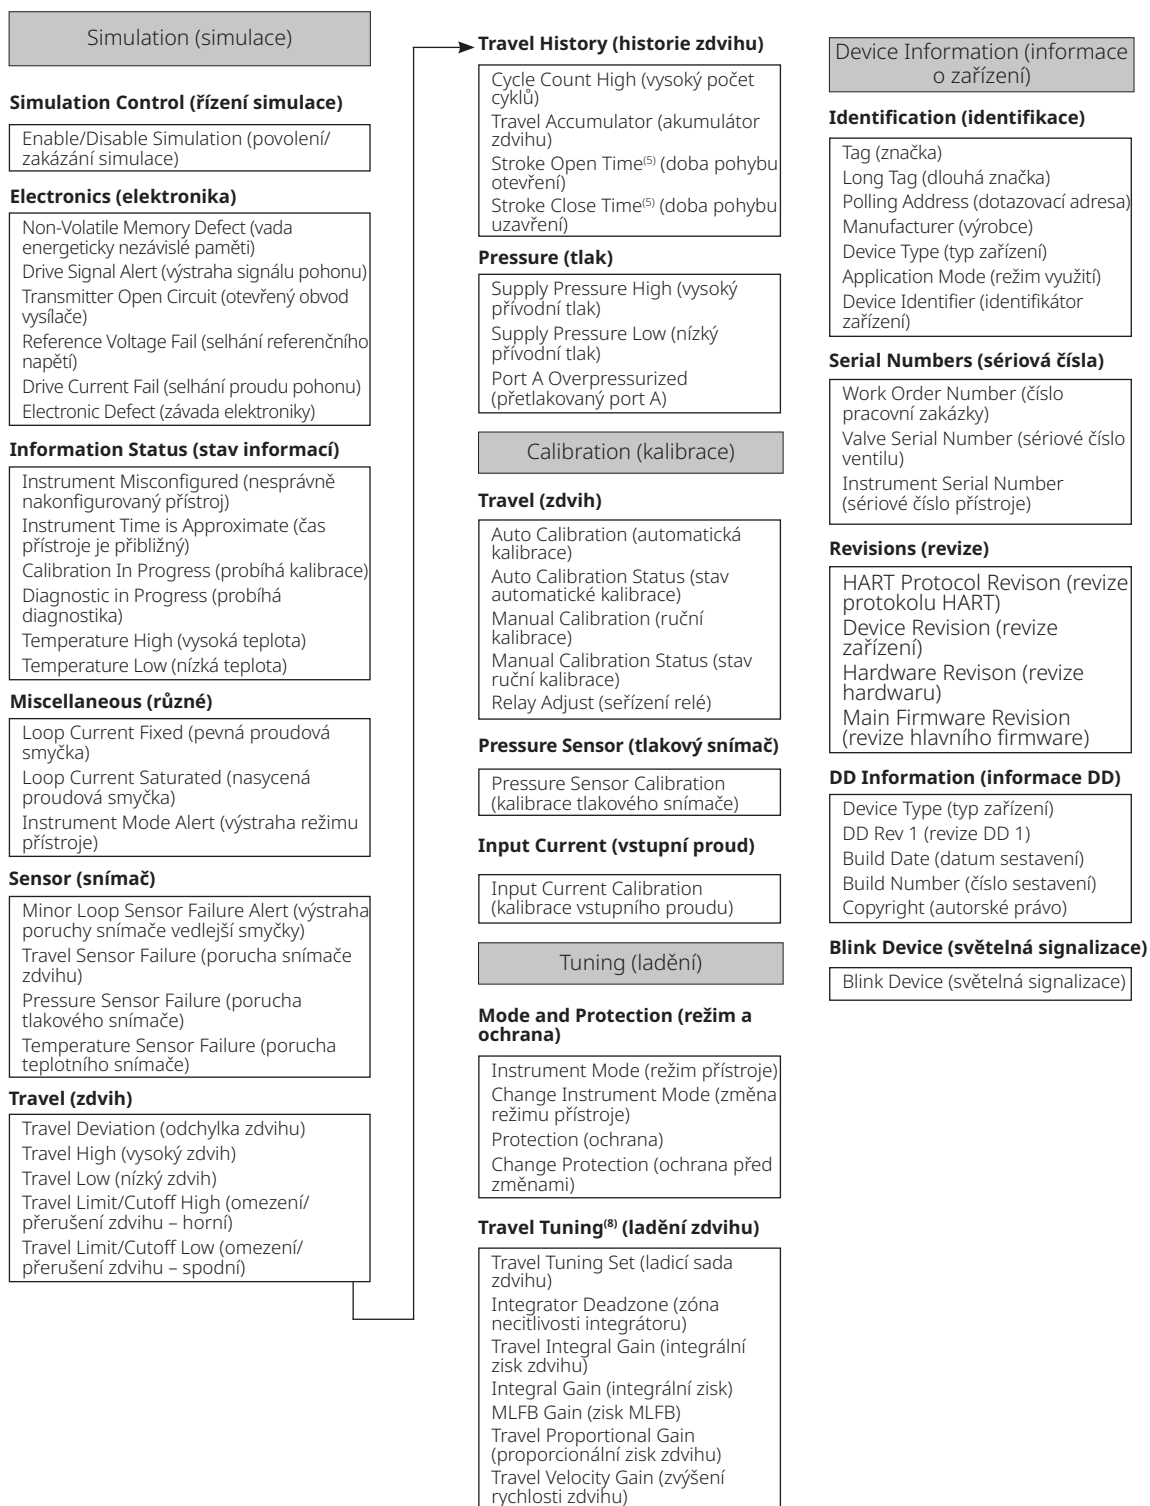 Simulation (simulace)
Simulation Control (řízení simulace)
Enable/Disable Simulation (povolení/
zakázání simulace)
Electronics (elektronika)
Non-Volatile Memory Defect (vada
energeticky nezávislé paměti)
Drive Signal Alert (výstraha signálu pohonu)
Transmitter Open Circuit (otevřený obvod
vysílače)
Reference Voltage Fail (selhání referenčního
napětí)
Drive Current Fail (selhání proudu pohonu)
Electronic Defect (závada elektroniky)
Information Status (stav informací)
Instrument Misconfigured (nesprávně
nakonfigurovaný přístroj)
Instrument Time is Approximate (čas
přístroje je přibližný)
Calibration In Progress (probíhá kalibrace)
Diagnostic in Progress (probíhá
diagnostika)
Temperature High (vysoká teplota)
Temperature Low (nízká teplota)
Miscellaneous (různé)
Loop Current Fixed (pevná proudová
smyčka)
Loop Current Saturated (nasycená
proudová smyčka)
Instrument Mode Alert (výstraha režimu
přístroje)
Sensor (snímač)
Minor Loop Sensor Failure Alert (výstraha
poruchy snímače vedlejší smyčky)
Travel Sensor Failure (porucha snímače
zdvihu)
Pressure Sensor Failure (porucha
tlakového snímače)
Temperature Sensor Failure (porucha
teplotního snímače)
Travel (zdvih)
Travel Deviation (odchylka zdvihu)
Travel High (vysoký zdvih)
Travel Low (nízký zdvih)
Travel Limit/Cutoff High (omezení/
přerušení zdvihu – horní)
Travel Limit/Cutoff Low (omezení/
přerušení zdvihu – spodní)
Travel History (historie zdvihu)
Cycle Count High (vysoký počet
cyklů)
Travel Accumulator (akumulátor
zdvihu)
Stroke Open Time(5) (doba pohybu
otevření)
Stroke Close Time(5) (doba pohybu
uzavření)
Pressure (tlak)
Supply Pressure High (vysoký
přívodní tlak)
Supply Pressure Low (nízký
přívodní tlak)
Port A Overpressurized
(přetlakovaný port A)
Calibration (kalibrace)
Travel (zdvih)
Auto Calibration (automatická
kalibrace)
Auto Calibration Status (stav
automatické kalibrace)
Manual Calibration (ruční
kalibrace)
Manual Calibration Status (stav
ruční kalibrace)
Relay Adjust (seřízení relé)
Pressure Sensor (tlakový snímač)
Pressure Sensor Calibration
(kalibrace tlakového snímače)
Input Current (vstupní proud)
Input Current Calibration
(kalibrace vstupního proudu)
Tuning (ladění)
Mode and Protection (režim a
ochrana)
Instrument Mode (režim přístroje)
Change Instrument Mode (změna
režimu přístroje)
Protection (ochrana)
Change Protection (ochrana před
změnami)
Travel Tuning(8) (ladění zdvihu)
Travel Tuning Set (ladicí sada
zdvihu)
Integrator Deadzone (zóna
necitlivosti integrátoru)
Travel Integral Gain (integrální
zisk zdvihu)
Integral Gain (integrální zisk)
MLFB Gain (zisk MLFB)
Travel Proportional Gain
(proporcionální zisk zdvihu)
Travel Velocity Gain (zvýšení
rychlosti zdvihu)
Device Information (informace
o zařízení)
Identification (identifikace)
Tag (značka)
Long Tag (dlouhá značka)
Polling Address (dotazovací adresa)
Manufacturer (výrobce)
Device Type (typ zařízení)
Application Mode (režim využití)
Device Identifier (identifikátor
zařízení)
Serial Numbers (sériová čísla)
Work Order Number (číslo
pracovní zakázky)
Valve Serial Number (sériové číslo
ventilu)
Instrument Serial Number
(sériové číslo přístroje)
Revisions (revize)
HART Protocol Revison (revize
protokolu HART)
Device Revision (revize
zařízení)
Hardware Revison (revize
hardwaru)
Main Firmware Revision
(revize hlavního firmware)
DD Information (informace DD)
Device Type (typ zařízení)
DD Rev 1 (revize DD 1)
Build Date (datum sestavení)
Build Number (číslo sestavení)
Copyright (autorské právo)
Blink Device (světelná signalizace)
Blink Device (světelná signalizace)